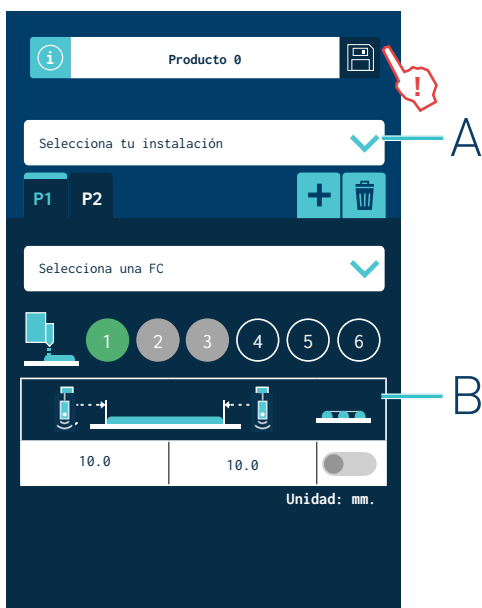 i
Producto 0
!
Selecciona tu instalación
A
P1 P2
Selecciona una FC
1 2 3 4 5 6
B
10.0 10.0
Unidad: mm.